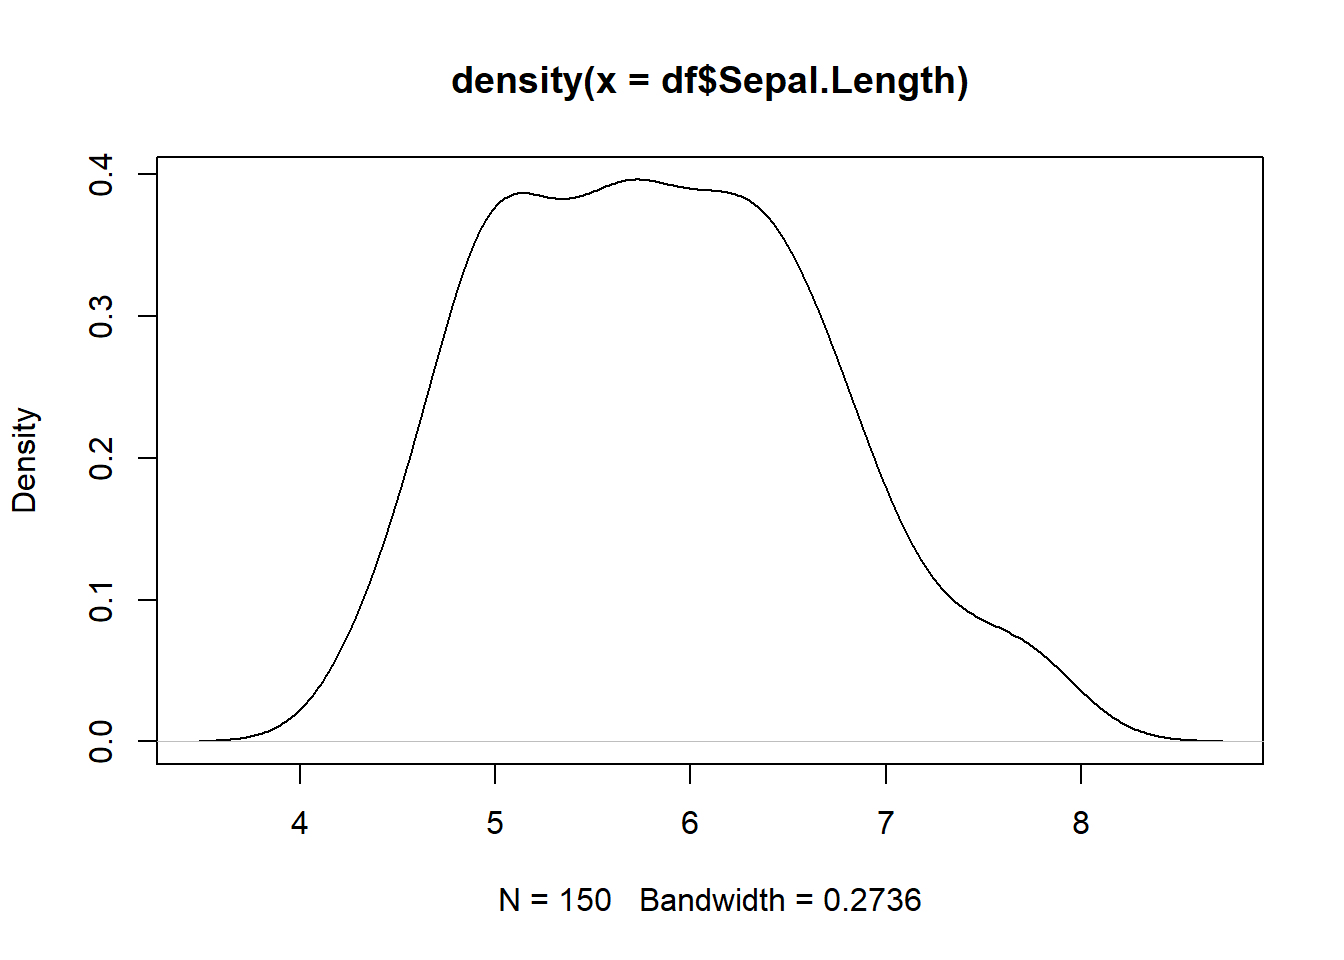 density(x = df$Sepal.Length)
Density
0.4
0.3
0.2
0.1
0.0
4 5 6 7 8
N = 150 Bandwidth = 0.2736